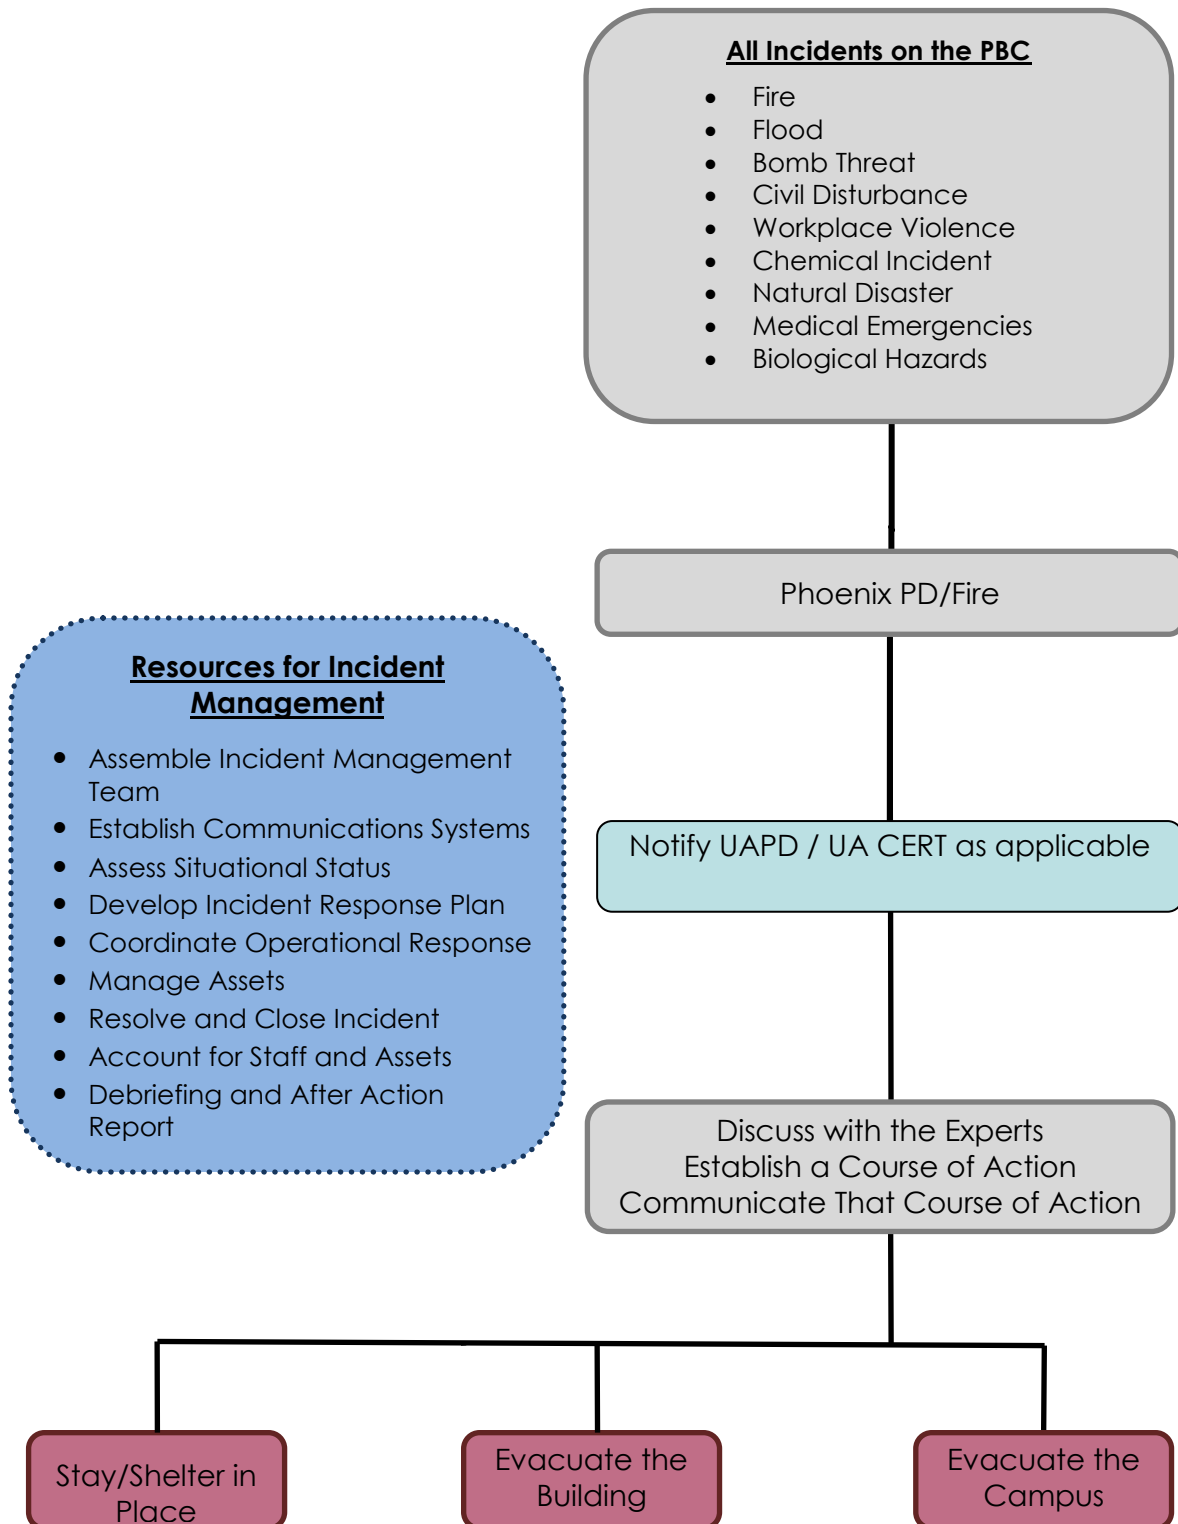 All Incidents on the PBC
• Fire
• Flood
• Bomb Threat
• Civil Disturbance
• Workplace Violence
• Chemical Incident
• Natural Disaster
• Medical Emergencies
• Biological Hazards
Phoenix PD/Fire
Resources for Incident
Management
• Assemble Incident Management
Team
• Establish Communications Systems
• Assess Situational Status
• Develop Incident Response Plan
• Coordinate Operational Response
• Manage Assets
• Resolve and Close Incident
• Account for Staff and Assets
• Debriefing and After Action
Report
Notify UAPD / UA CERT as applicable
Discuss with the Experts
Establish a Course of Action
Communicate That Course of Action
Stay/Shelter in
Place
Evacuate the
Building
Evacuate the
Campus